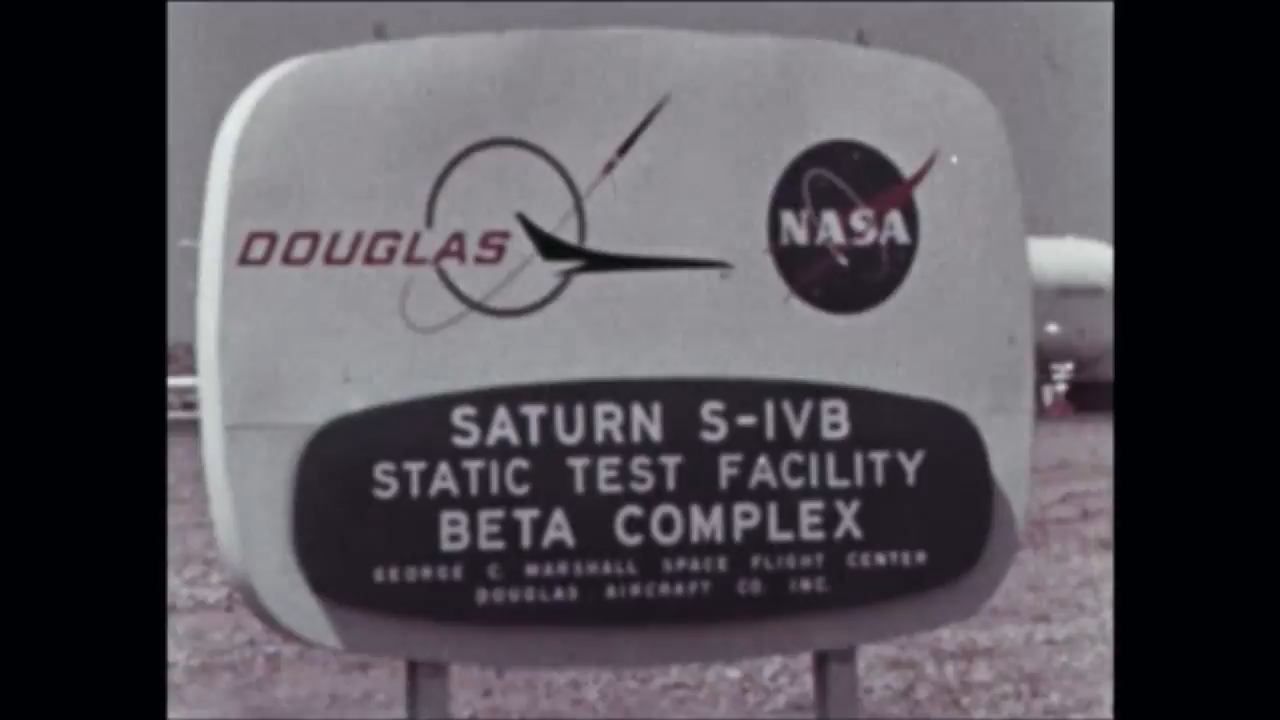 DOUGLAS
NASA
SATURN S-IVB
STATIC TEST FACILITY
BETA COMPLEX
GEORGE C. MARSHALL SPACE FLIGHT CENTER
DOUGLAS AIRCRAFT CO. INC.